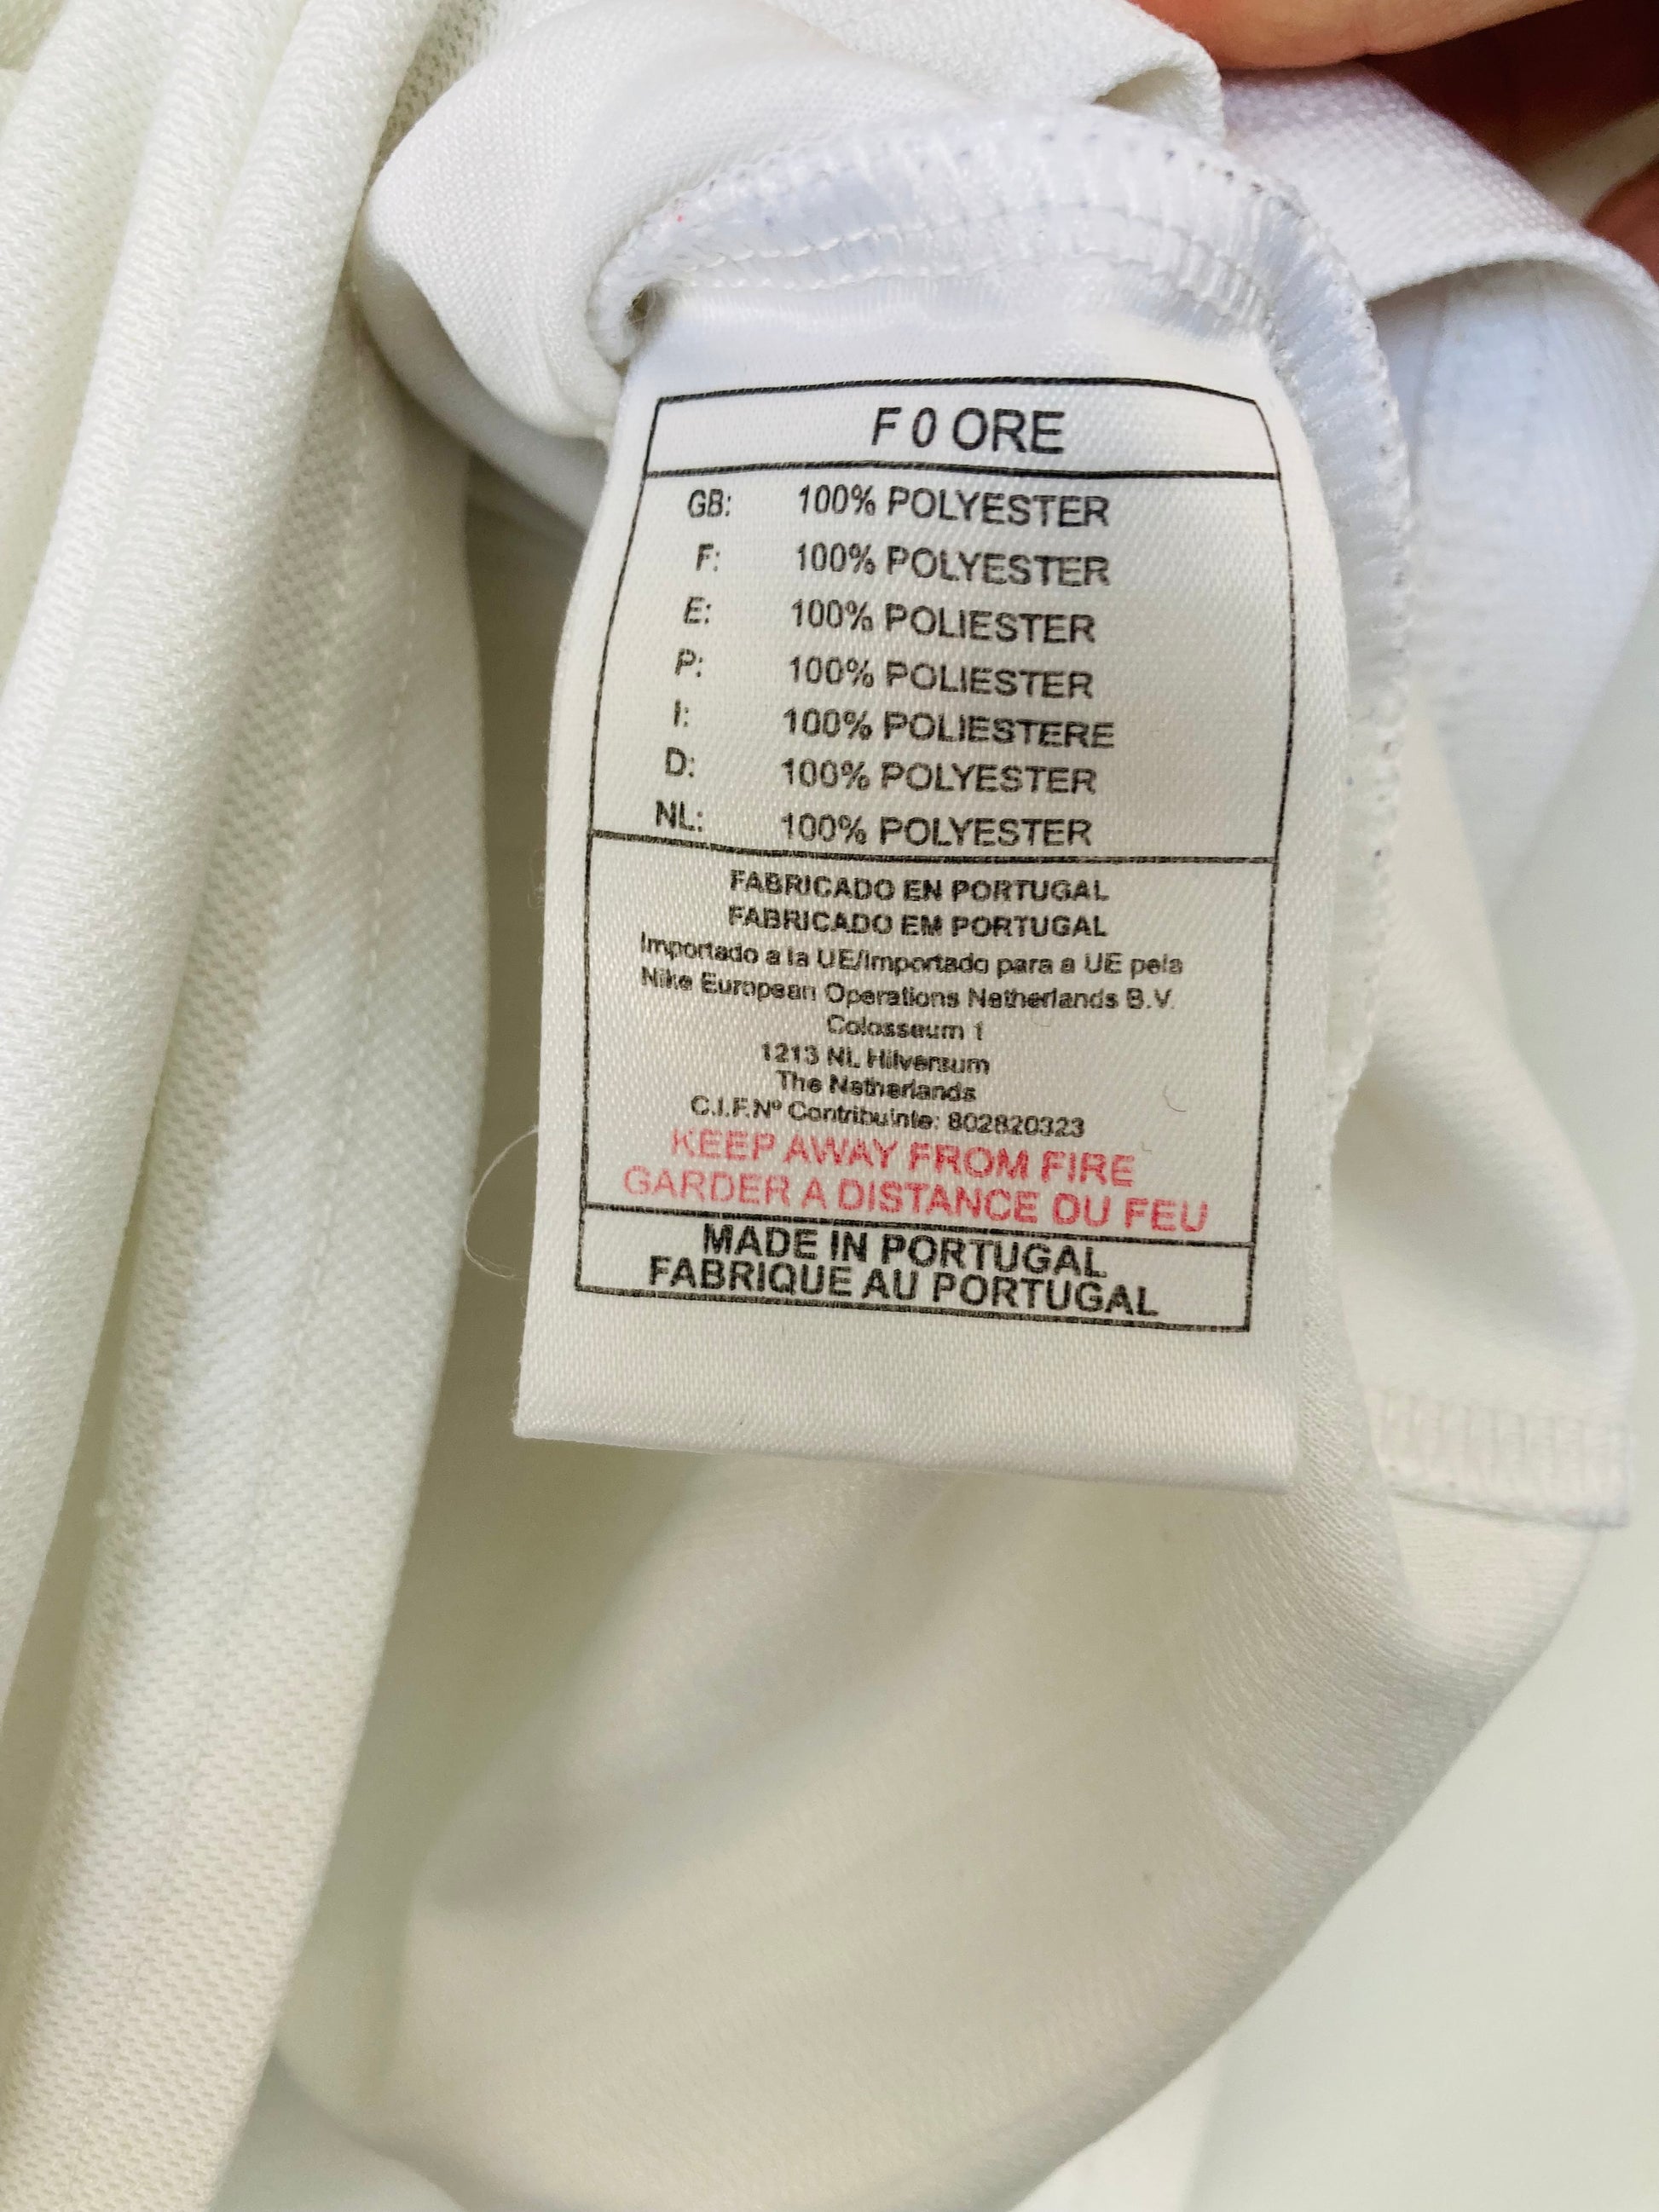 F 0 ORE
GB: 100% POLYESTER
F: 100% POLYESTER
E: 100% POLIESTER
P: 100% POLIESTER
I: 100% POLIESTERE
D: 100% POLYESTER
NL: 100% POLYESTER
FABRICADO EN PORTUGAL
FABRICADO EM PORTUGAL
Importado a la UE/Importado para a UE pela
Nike European Operations Netherlands B.V.
Colosseum 1
1213 NL Hilversum
The Netherlands
C.I.F.Nº Contribuinte: 802820323
KEEP AWAY FROM FIRE
GARDER A DISTANCE DU FEU
MADE IN PORTUGAL
FABRIQUE AU PORTUGAL